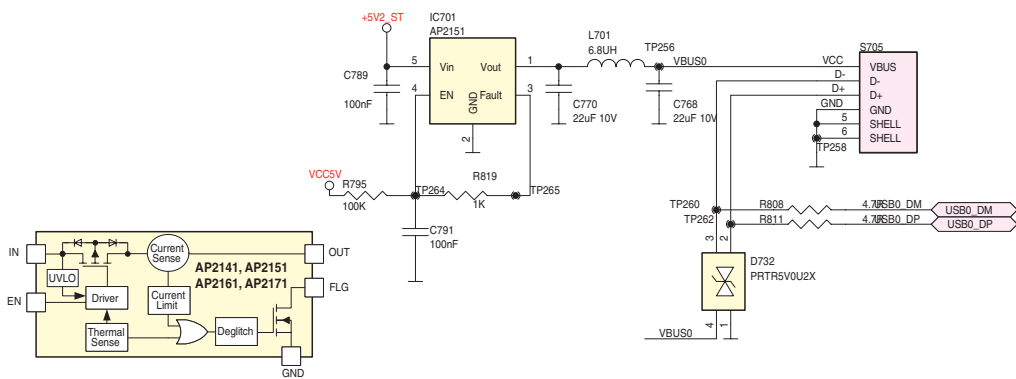 +5V2_ST
IC701
AP2151
C789
100nF
5
4
Vin
EN
GND
Vout
Fault
1
3
2
L701
6.8UH
TP256
VBUS0
C770
22uF 10V
C768
22uF 10V
S705
VCC
D-
D+
GND
5
6
VBUS
D-
D+
GND
SHELL
SHELL
TP258
VCC5V
R795
100K
TP264
R819
1K
TP265
C791
100nF
TP260
TP262
R808
R811
4.7R
4.7R
USB0_DM
USB0_DP
USB0_DM
USB0_DP
3
2
D732
PRTR5V0U2X
4
1
VBUS0
IN
EN
UVLO
Driver
Thermal
Sense
Current
Sense
Current
Limit
AP2141, AP2151
AP2161, AP2171
Deglitch
OUT
FLG
GND